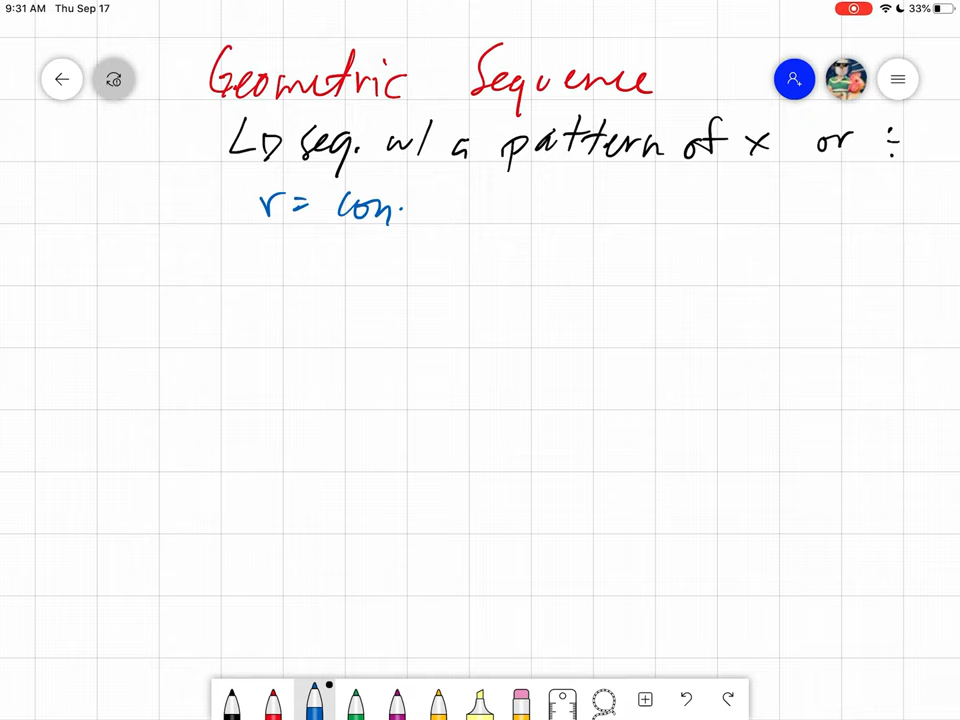 9:31 AM Thu Sep 17
33%
Geometric Sequence
↳ seq. w/ a pattern of x or ÷
r = con.